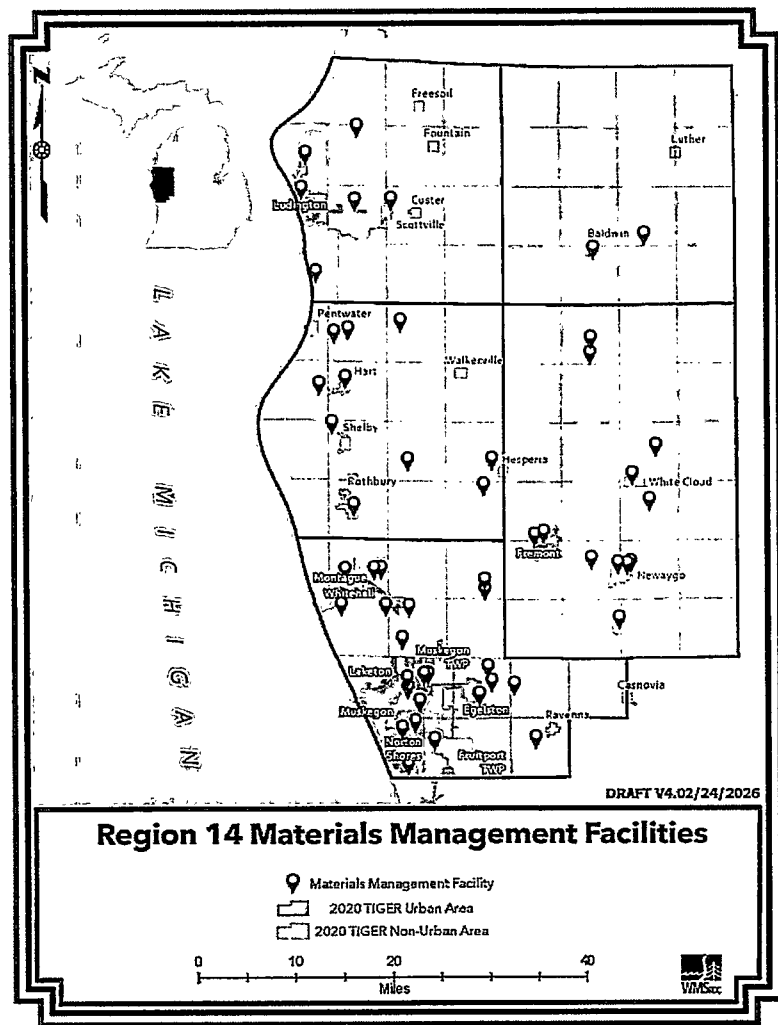 N
Freesoil
Fountain
Luther
Ludington
Custer
Scottville
Baldwin
LAKE MICHIGAN
Pentwater
Walkerville
Hart
Shelby
Hesperia
Rothbury
White Cloud
Fremont
Newaygo
Montague
Whitehall
Muskegon
TWP
Laketon
Casnovia
Muskegon
Egelston
Ravenna
Norton
Shores
Fruitport
TWP
DRAFT V4.02/24/2026
Region 14 Materials Management Facilities
Materials Management Facility
2020 TIGER Urban Area
2020 TIGER Non-Urban Area
0 10 20 40
Miles